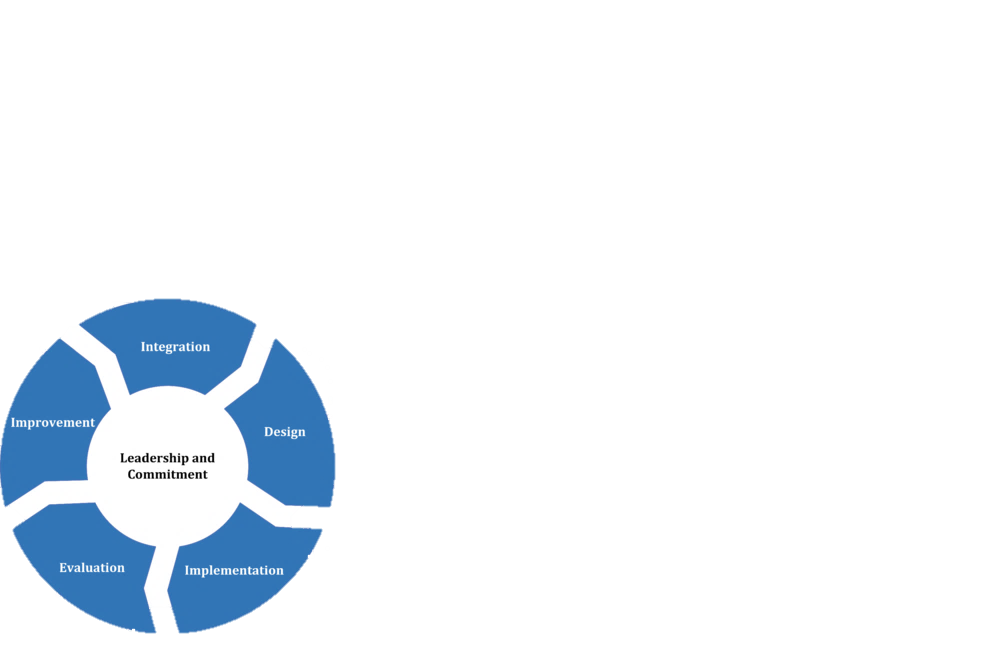 Integration
Design
Implementation
Evaluation
Improvement
Leadership and
Commitment